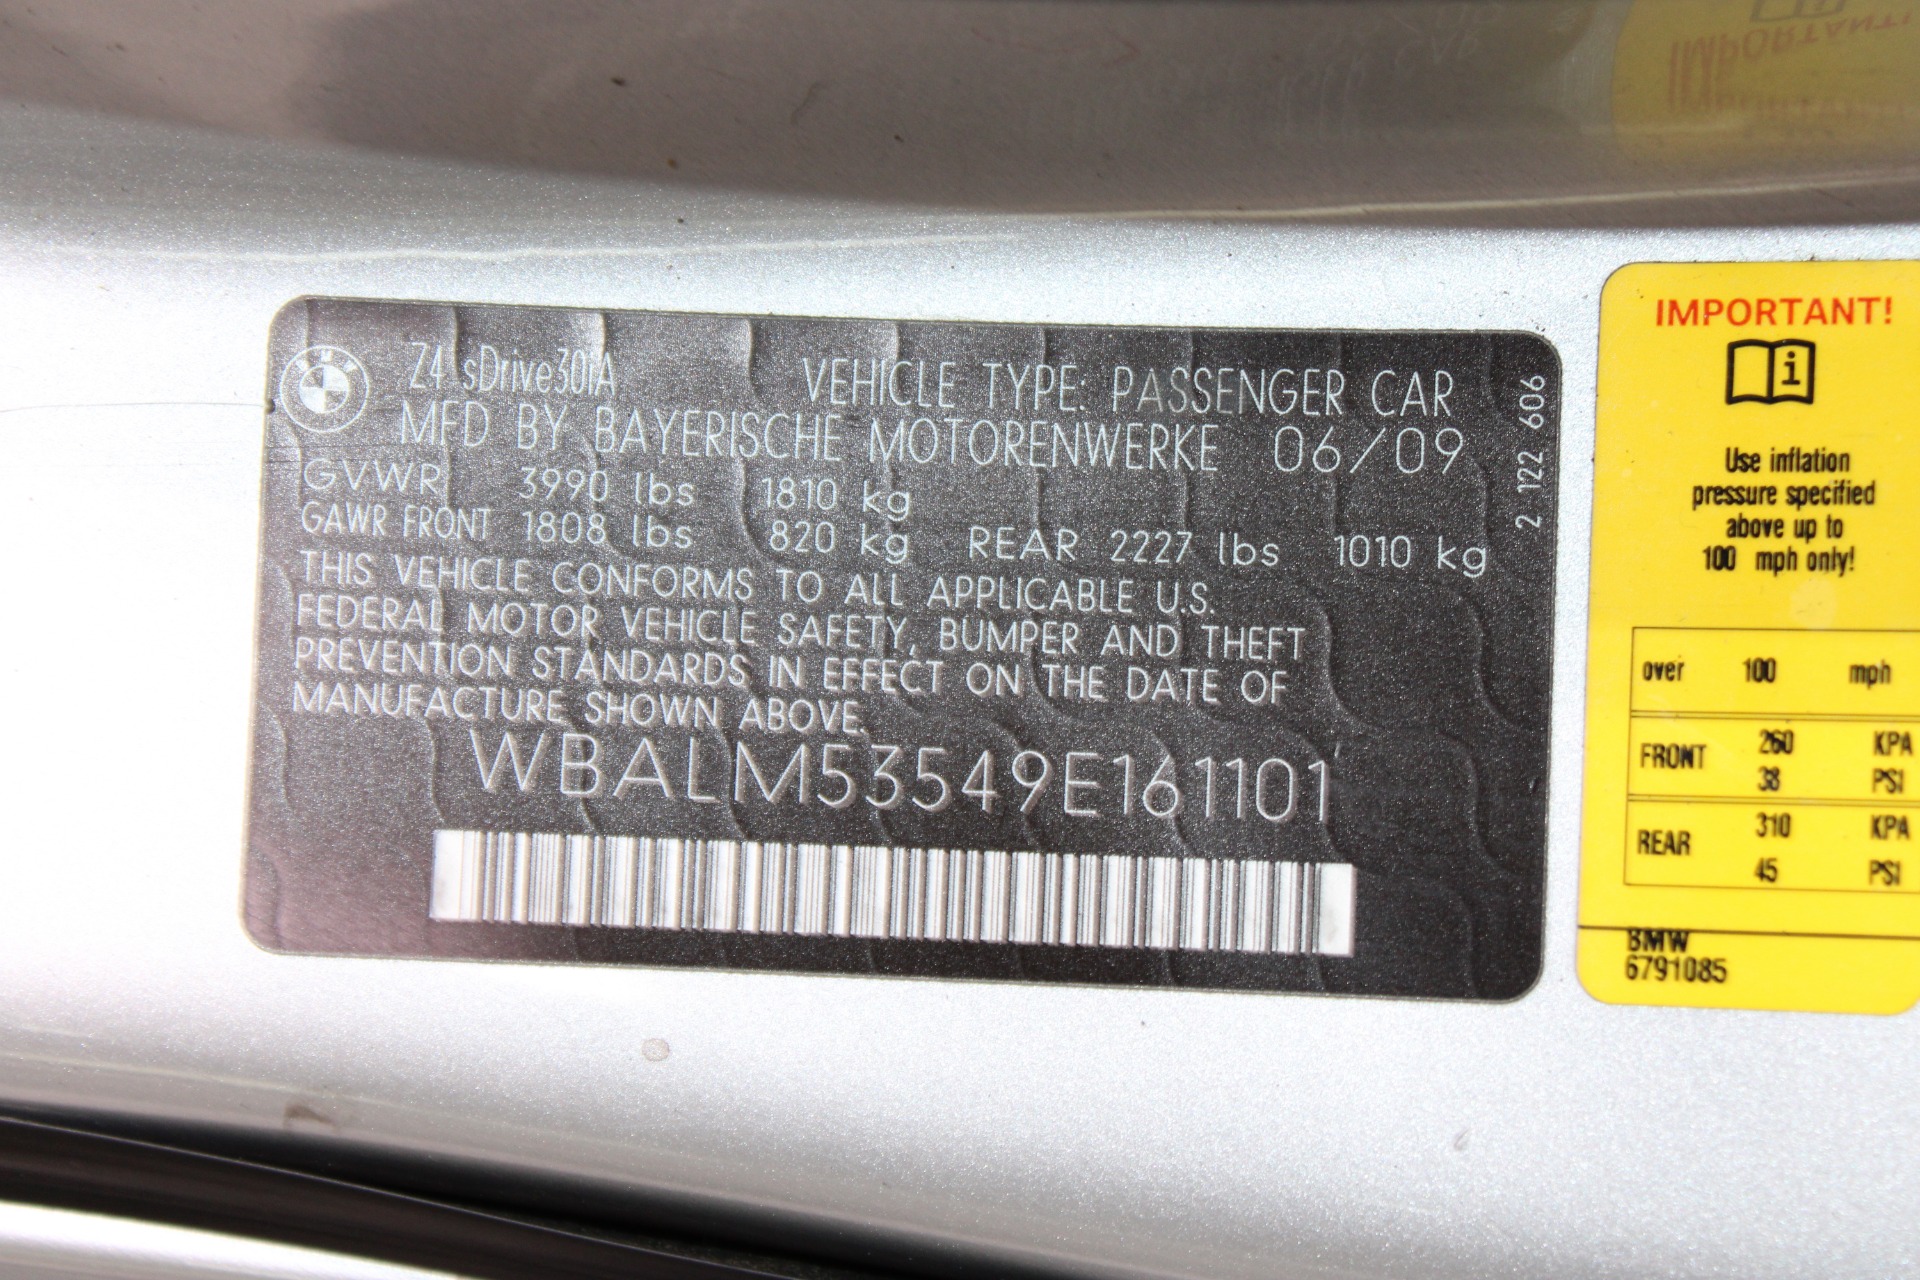 Z4 sDrive30iA
VEHICLE TYPE: PASSENGER CAR
MFD BY BAYERISCHE MOTORENWERKE 06/09
GVWR 3990 lbs 1810 kg
GAWR FRONT 1808 lbs 820 kg REAR 2227 lbs 1010 kg
THIS VEHICLE CONFORMS TO ALL APPLICABLE U.S.
FEDERAL MOTOR VEHICLE SAFETY, BUMPER AND THEFT
PREVENTION STANDARDS IN EFFECT ON THE DATE OF
MANUFACTURE SHOWN ABOVE.
WBALM53549E161101
2 122 606
IMPORTANT!
Use inflation
pressure specified
above up to
100 mph only!
over 100 mph
FRONT 260 KPA
38 PSI
REAR 310 KPA
45 PSI
BMW
6791085
IMPORTANT!